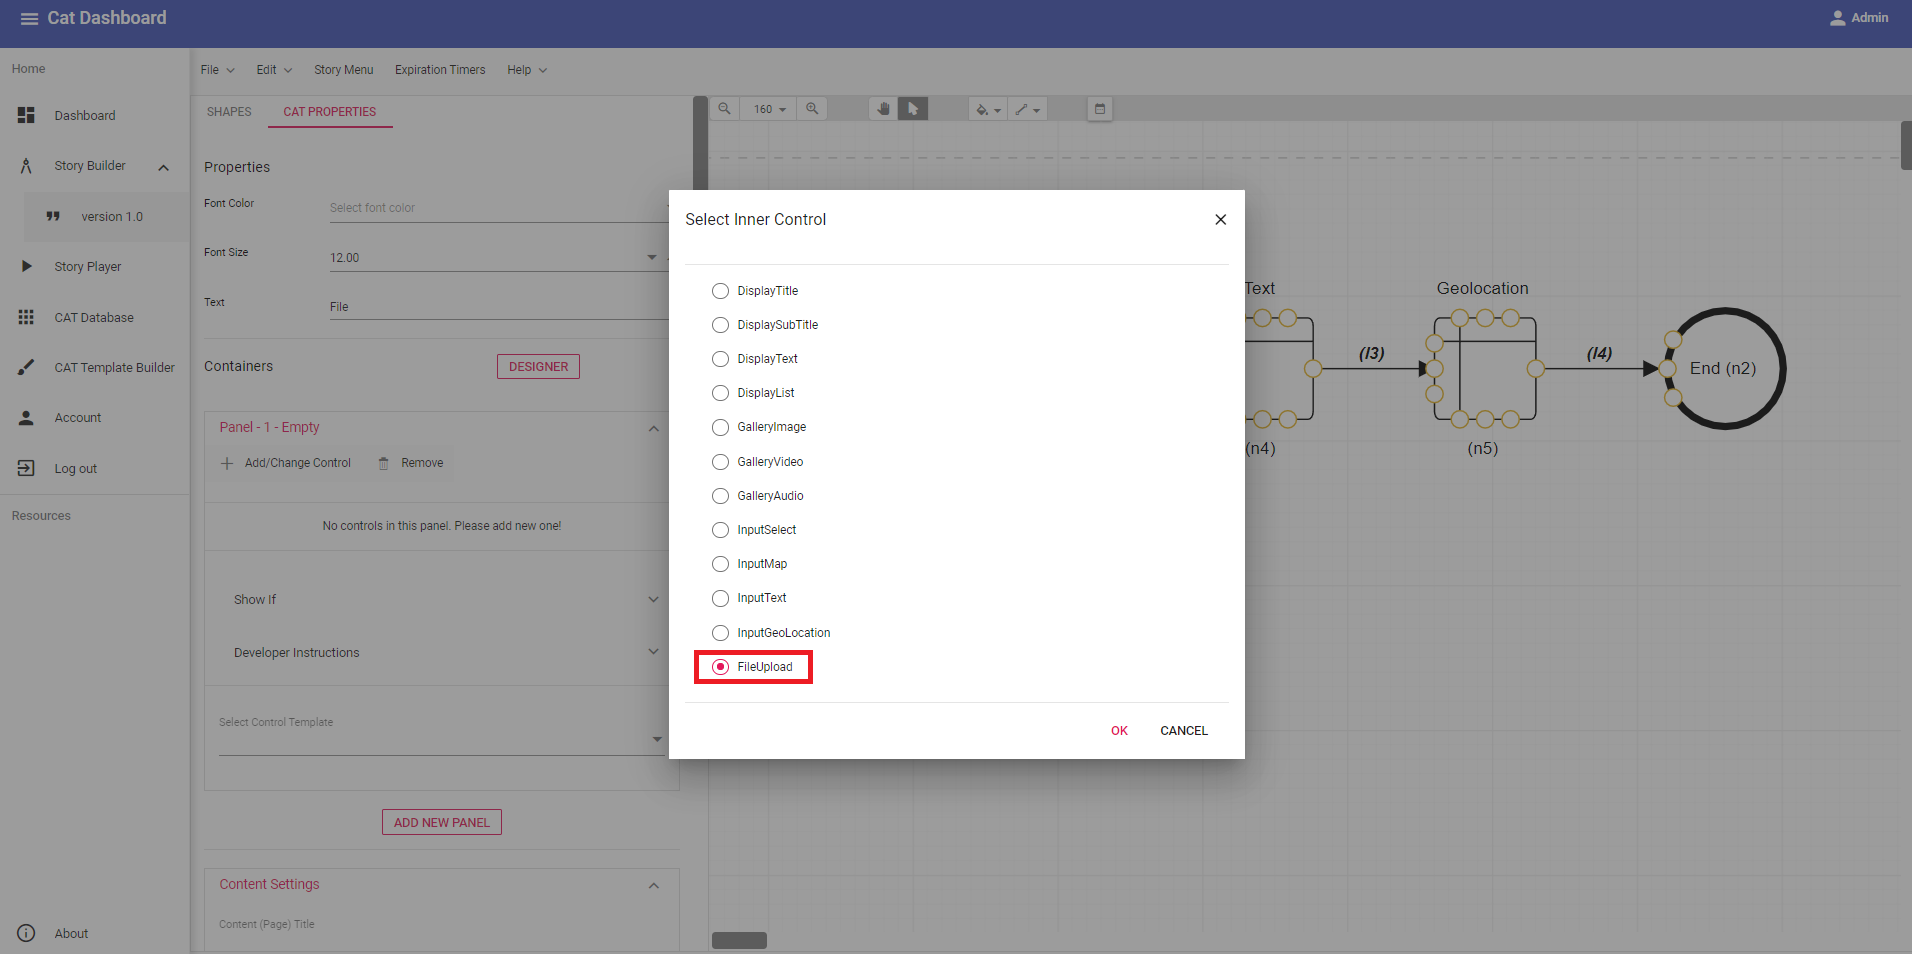 Cat Dashboard
Admin
Home
Dashboard
Story Builder
version 1.0
Story Player
CAT Database
CAT Template Builder
Account
Log out
Resources
About
File
Edit
Story Menu
Expiration Timers
Help
SHAPES
CAT PROPERTIES
Properties
Font Color
Select font color
Font Size
12.00
Text
File
Containers
DESIGNER
Panel - 1 - Empty
Add/Change Control
Remove
No controls in this panel. Please add new one!
Show If
Developer Instructions
Select Control Template
ADD NEW PANEL
Content Settings
Content (Page) Title
160
Select Inner Control
DisplayTitle
DisplaySubTitle
DisplayText
DisplayList
GalleryImage
GalleryVideo
GalleryAudio
InputSelect
InputMap
InputText
InputGeoLocation
FileUpload
OK
CANCEL
Text
(n4)
(l3)
Geolocation
(n5)
(l4)
End (n2)